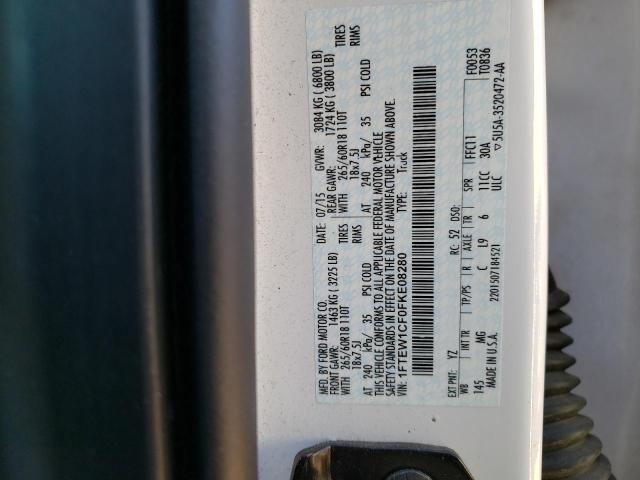 MFD. BY FORD MOTOR CO.
DATE: 07/15 GVWR: 3084 KG ( 6800 LB)
FRONT GAWR: 1463 KG ( 3225 LB) REAR GAWR: 1724 KG ( 3800 LB)
WITH 265/60R18 110T TIRES WITH 265/60R18 110T TIRES
18x7.5J RIMS 18x7.5J RIMS
AT 240 kPa/ 35 PSI COLD AT 240 kPa/ 35 PSI COLD
THIS VEHICLE CONFORMS TO ALL APPLICABLE FEDERAL MOTOR VEHICLE
SAFETY STANDARDS IN EFFECT ON THE DATE OF MANUFACTURE SHOWN ABOVE.
VIN: 1FTEW1CF0FKE08280 TYPE: Truck
EXT PNT: YZ RC: 52 DSO: F0053
WB INT TR TP/PS R AXLE TR SPR FFC11 T0836
145 MG C L9 6 11CC 30A
MADE IN U.S.A. 2201507184521 ULC ▽5U5A-3520472-AA